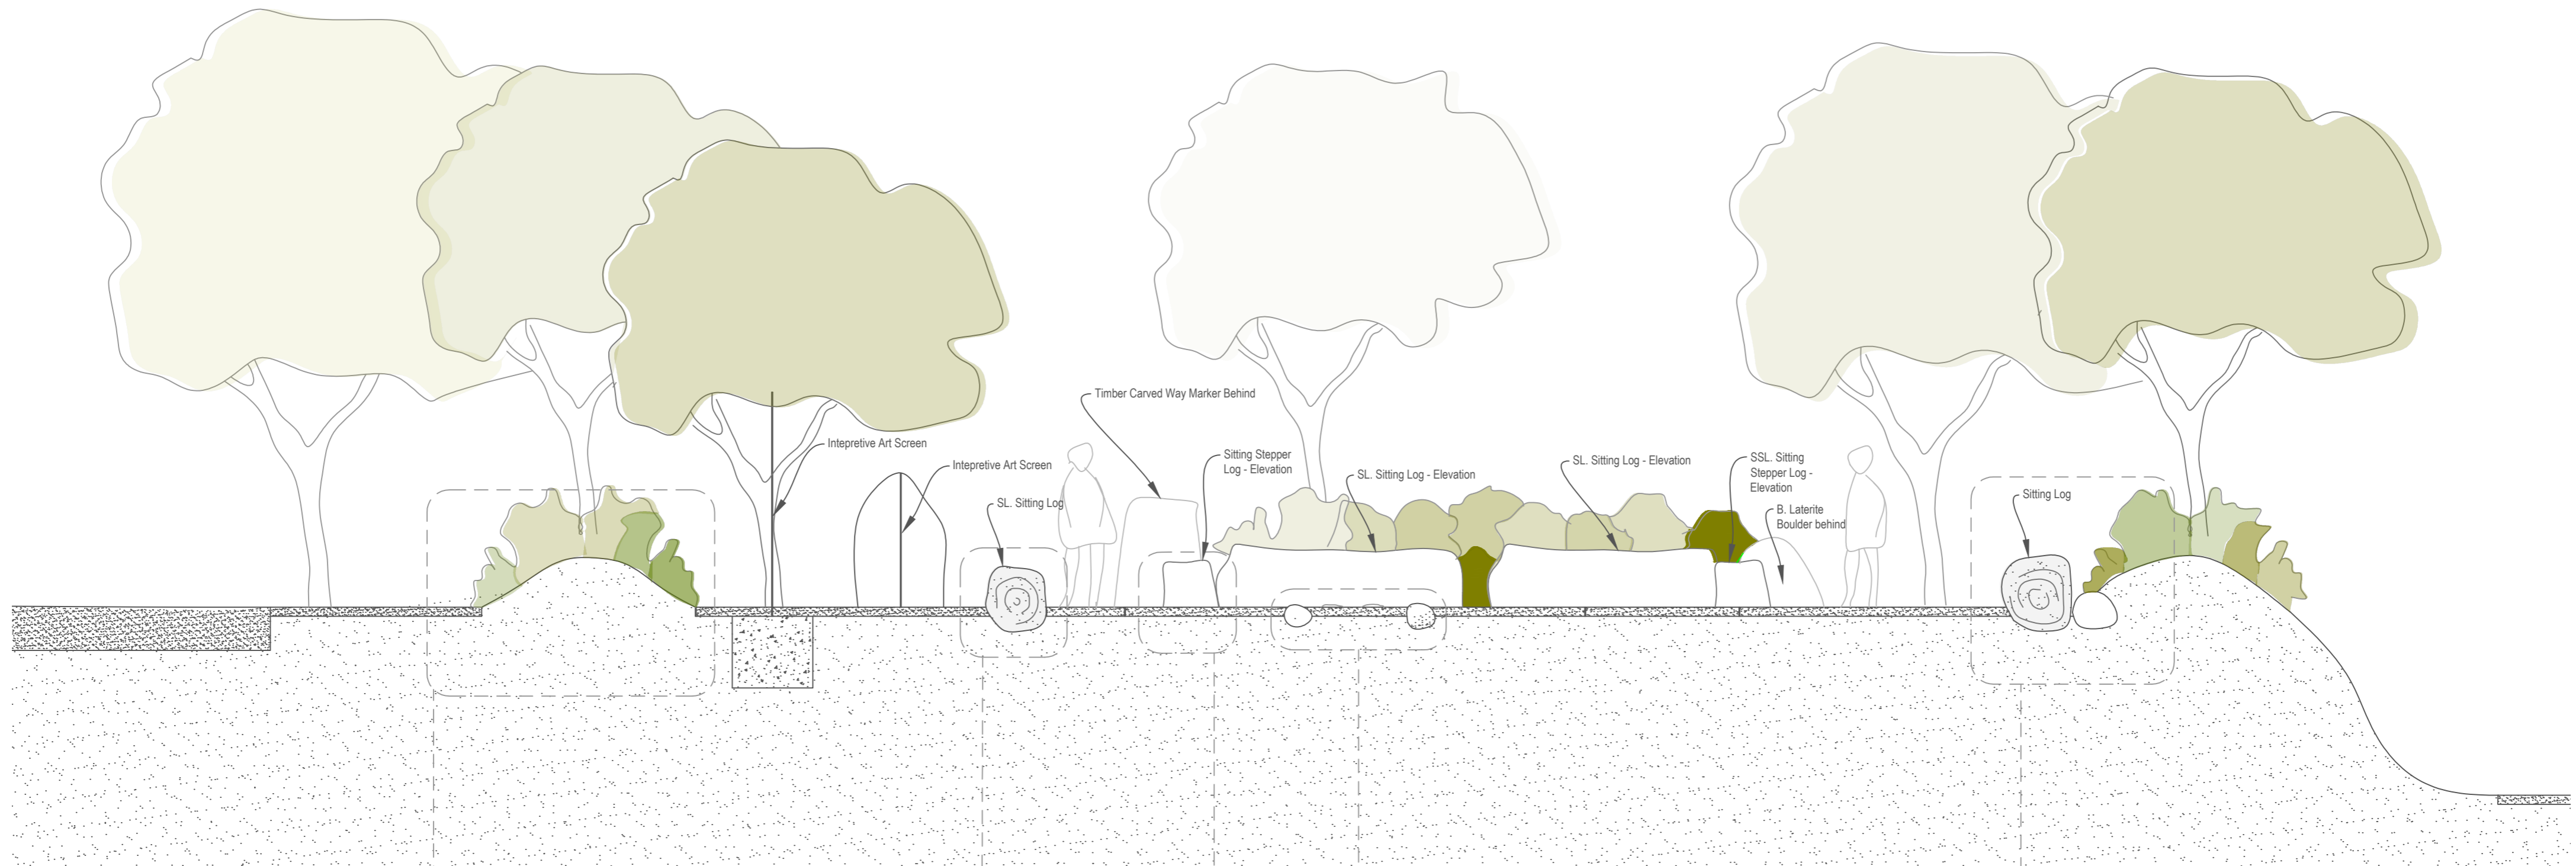 Timber Carved Way Marker Behind
Intepretive Art Screen
Intepretive Art Screen
SL. Sitting Log
Sitting Stepper
Log - Elevation
SL. Sitting Log - Elevation
SL. Sitting Log - Elevation
SSL. Sitting
Stepper Log -
Elevation
B. Laterite
Boulder behind
Sitting Log